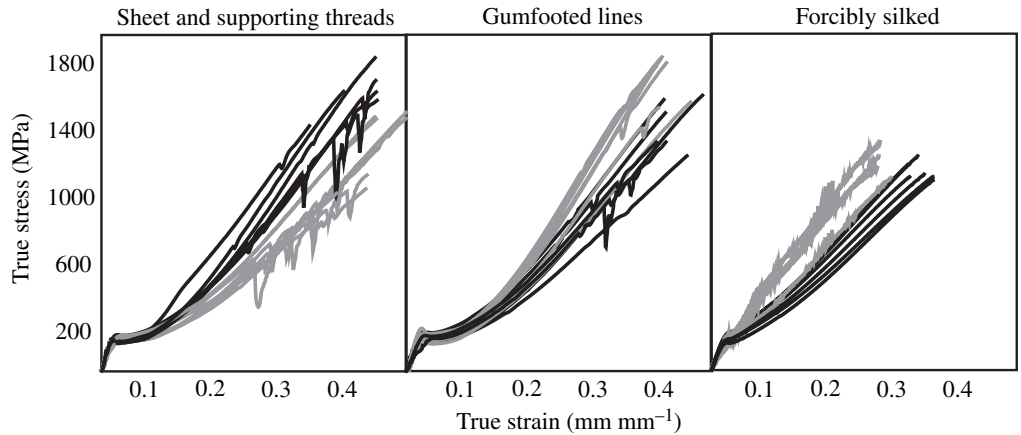 Sheet and supporting threads
Gumfooted lines
Forcibly silked
True stress (MPa)
1800
1400
1000
600
200
0.1 0.2 0.3 0.4
0.1 0.2 0.3 0.4
0.1 0.2 0.3 0.4
True strain (mm mm⁻¹)